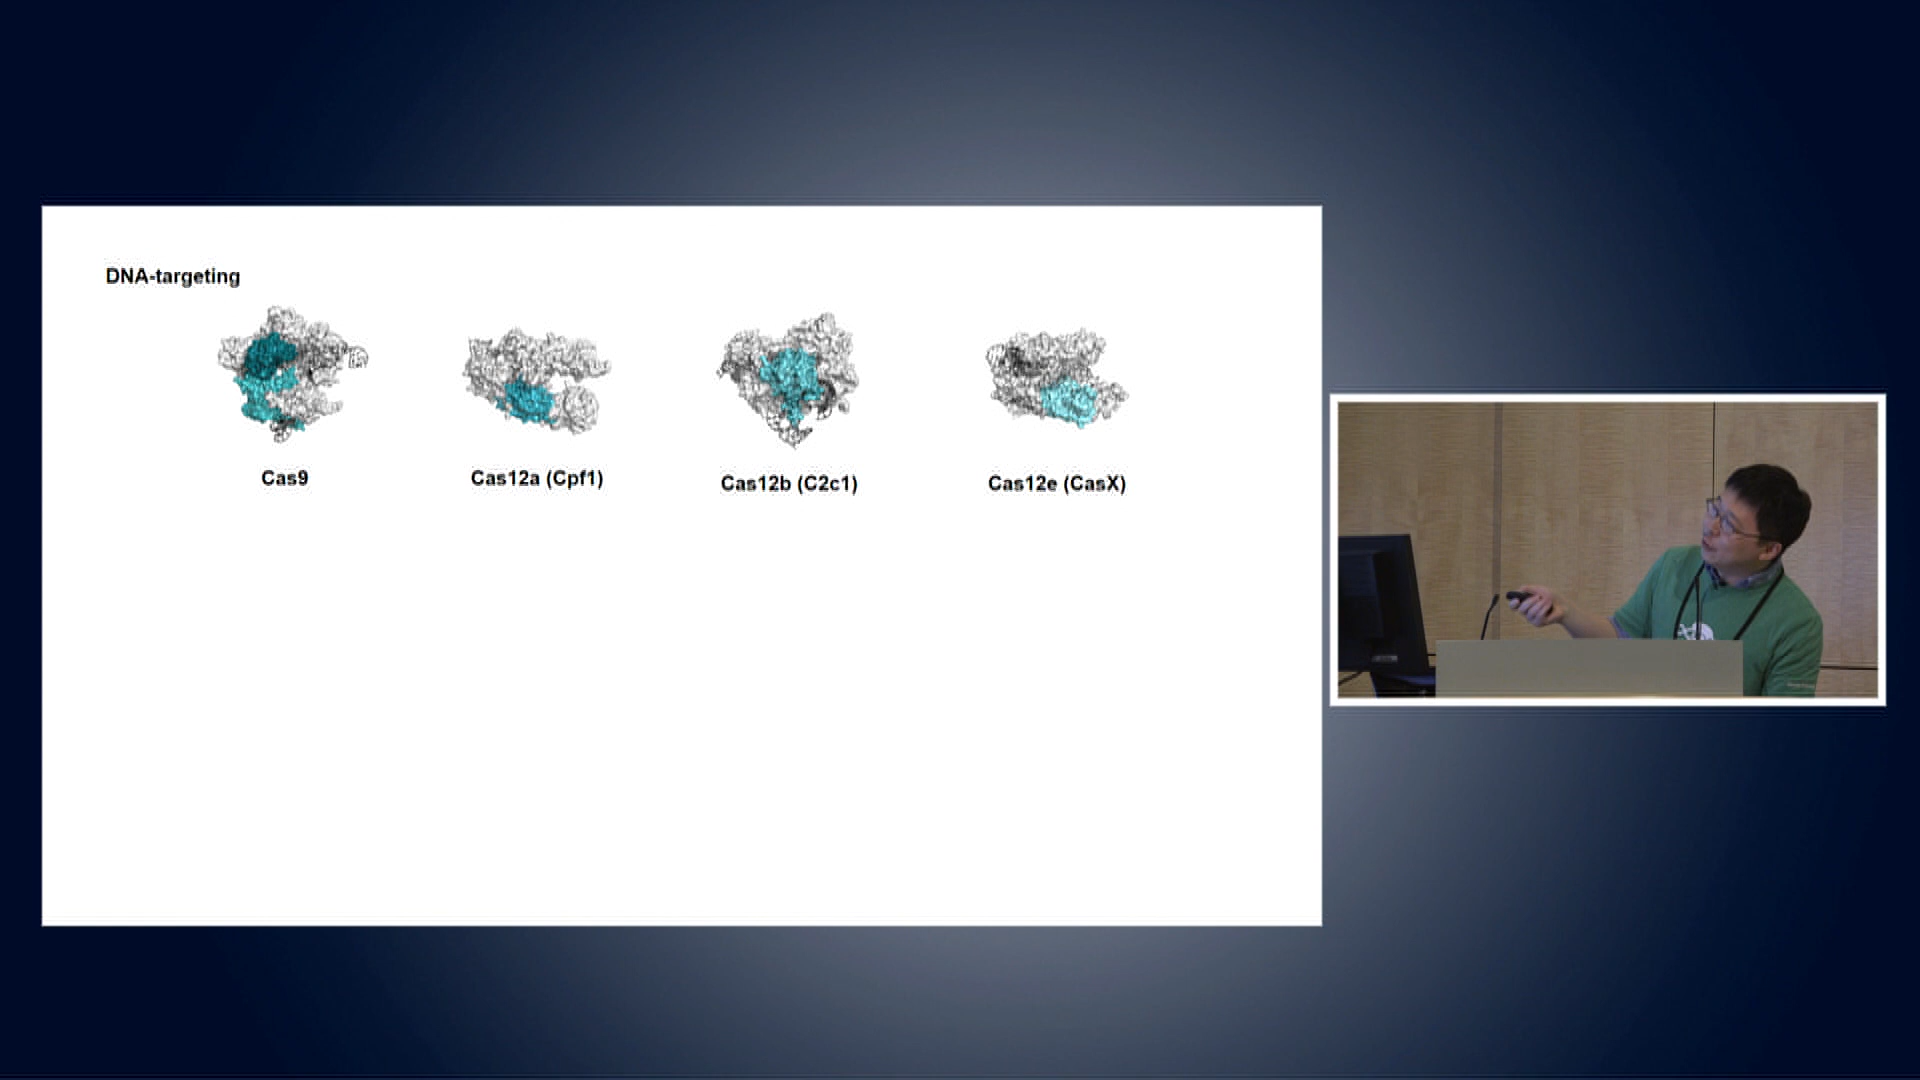 DNA-targeting
Cas9
Cas12a (Cpf1)
Cas12b (C2c1)
Cas12e (CasX)